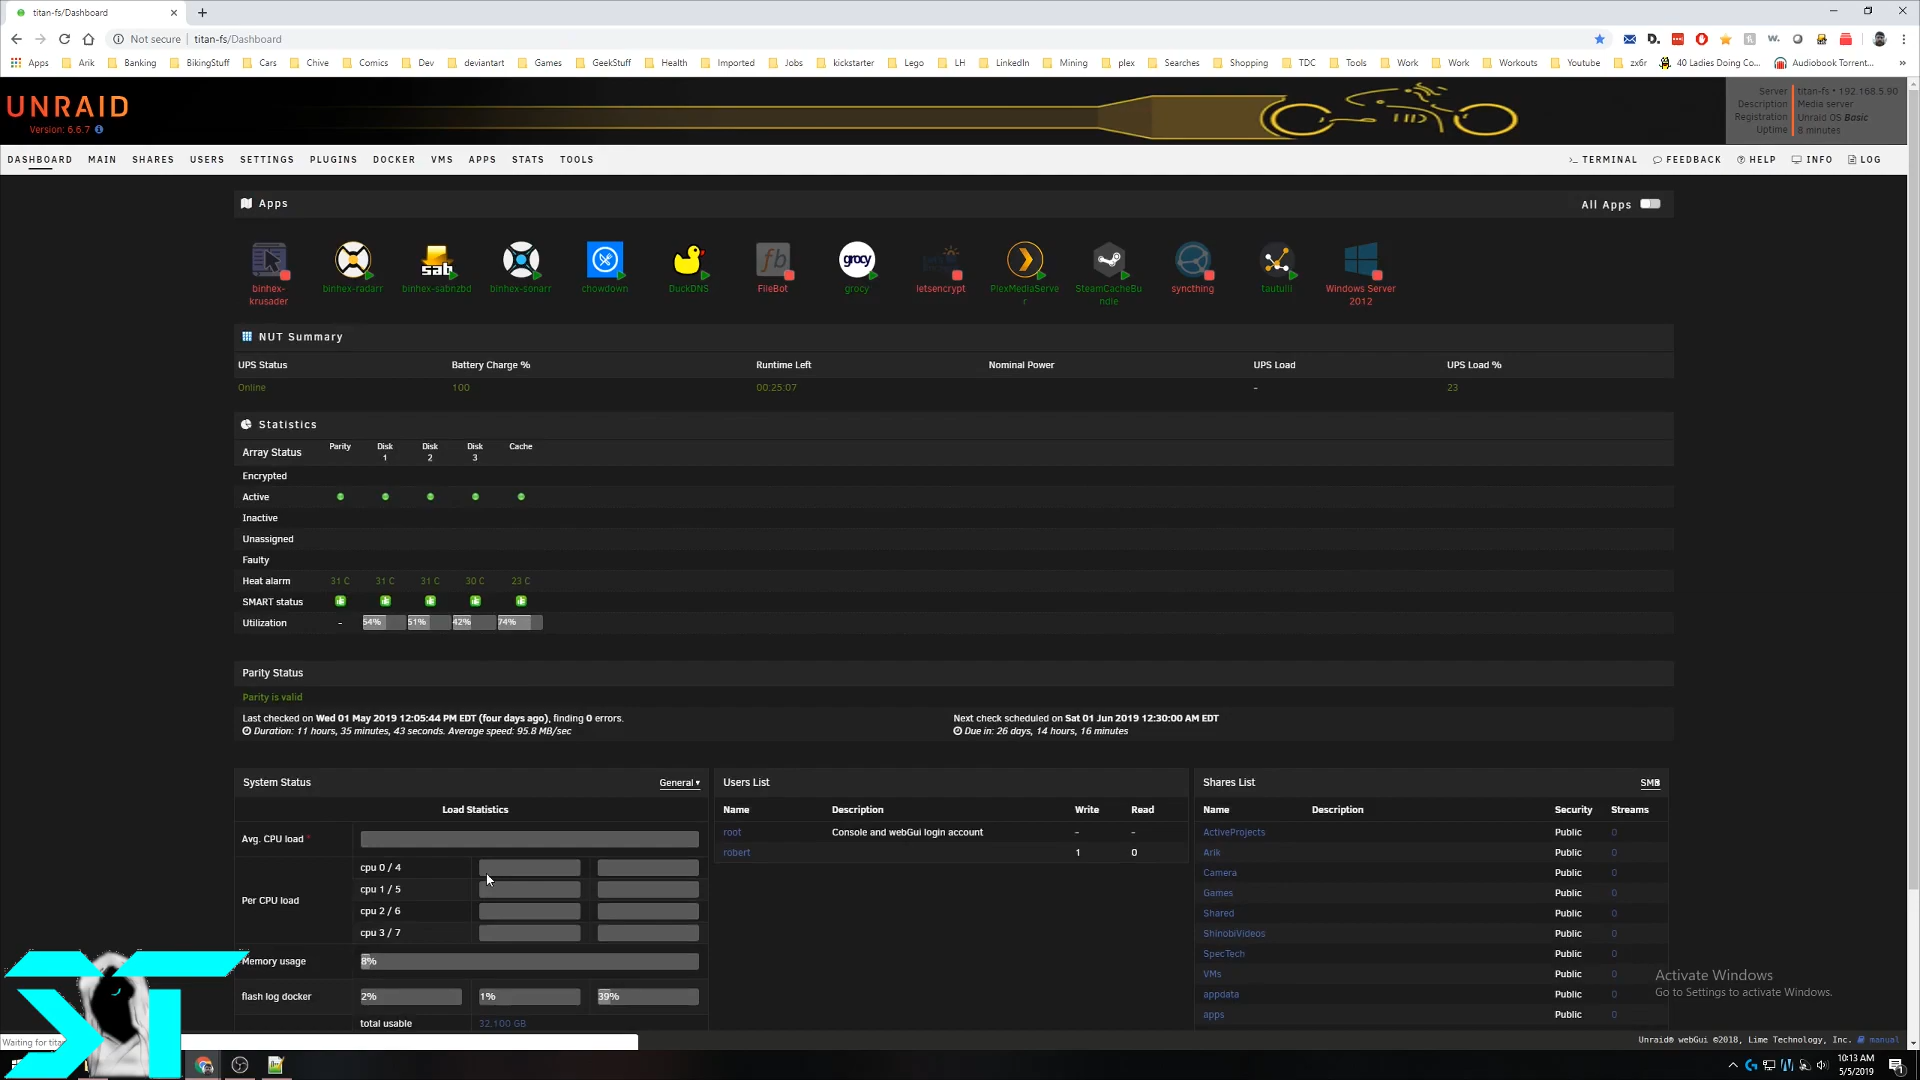 titan-fs/Dashboard
Not secure titan-fs/Dashboard
Apps Arik Banking BikingStuff Cars Chive Comics Dev deviantart Games GeekStuff Health Imported Jobs kickstarter Lego LH LinkedIn Mining plex Searches Shopping TDC Tools Work Work Workouts Youtube zx6r 40 Ladies Doing Co... Audiobook Torrent...
UNRAID
Version: 6.6.7
Server titan-fs • 192.168.5.90
Description Media server
Registration Unraid OS Basic
Uptime 8 minutes
DASHBOARD MAIN SHARES USERS SETTINGS PLUGINS DOCKER VMS APPS STATS TOOLS TERMINAL FEEDBACK HELP INFO LOG
Apps All Apps
sab fb grocy
binhex-krusader binhex-radarr binhex-sabnzbd binhex-sonarr chowdown DuckDNS FileBot grocy letsencrypt PlexMediaServer SteamCacheBundle syncthing tautulli Windows Server 2012
NUT Summary
UPS Status Battery Charge % Runtime Left Nominal Power UPS Load UPS Load %
Online 100 00:25:07 - 23
Statistics
Array Status Parity Disk 1 Disk 2 Disk 3 Cache
Encrypted
Active
Inactive
Unassigned
Faulty
Heat alarm 31 C 31 C 31 C 30 C 23 C
SMART status
Utilization - 54% 51% 42% 74%
Parity Status
Parity is valid
Last checked on Wed 01 May 2019 12:05:44 PM EDT (four days ago), finding 0 errors.
Duration: 11 hours, 35 minutes, 43 seconds. Average speed: 95.8 MB/sec
Next check scheduled on Sat 01 Jun 2019 12:30:00 AM EDT
Due in: 26 days, 14 hours, 16 minutes
System Status General
Load Statistics
Avg. CPU load *
Per CPU load
cpu 0 / 4
cpu 1 / 5
cpu 2 / 6
cpu 3 / 7
Memory usage 8%
flash log docker 2% 1% 39%
total usable 32,100 GB
Users List
Name Description Write Read
root Console and webGui login account - -
robert 1 0
Shares List SMB
Name Description Security Streams
ActiveProjects Public 0
Arik Public 0
Camera Public 0
Games Public 0
Shared Public 0
ShinobiVideos Public 0
SpecTech Public 0
VMs Public 0
appdata Public 0
apps Public 0
Activate Windows
Go to Settings to activate Windows.
Waiting for tita
Unraid® webGui ©2018, Lime Technology, Inc. manual
10:13 AM
5/5/2019